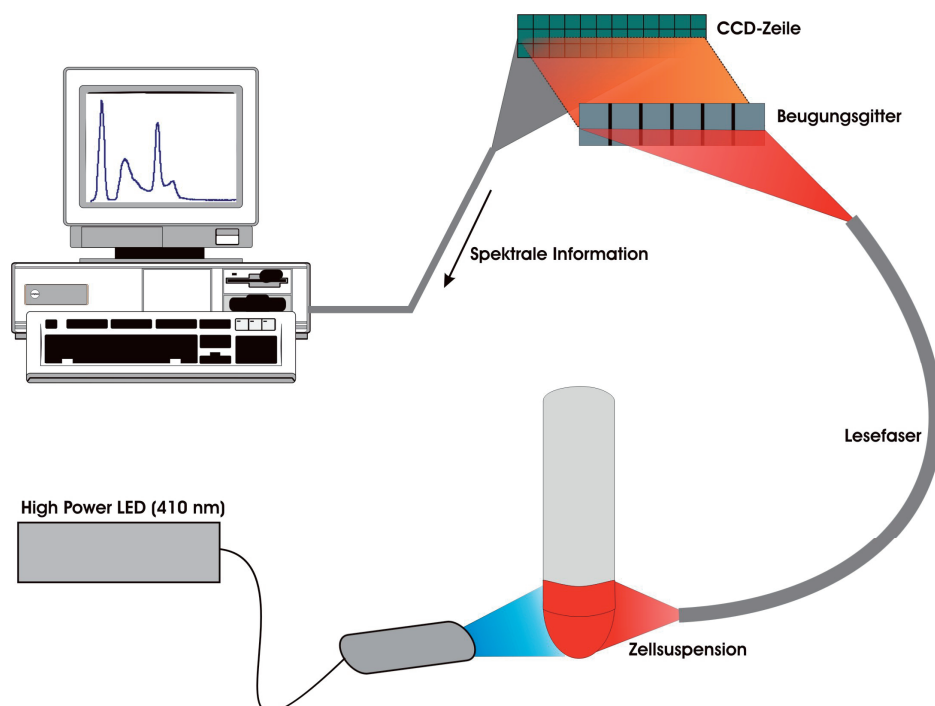 CCD-Zeile
Beugungsgitter
Spektrale Information
Lesefaser
High Power LED (410 nm)
Zellsuspension